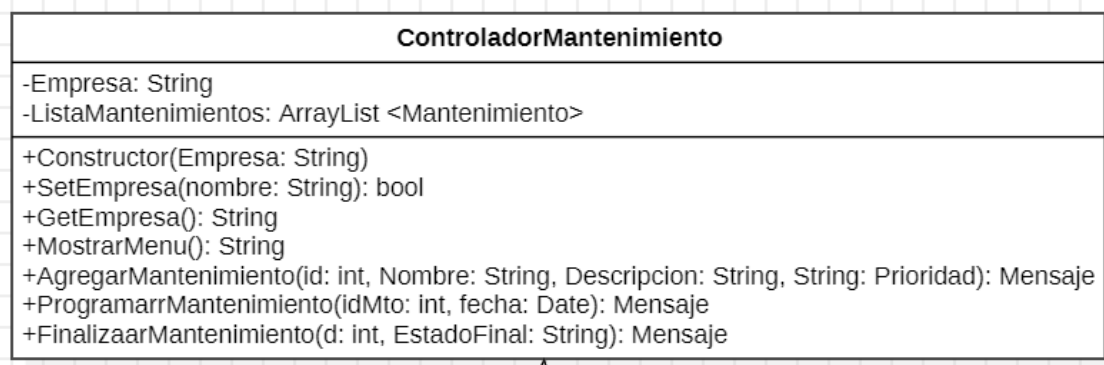 ControladorMantenimiento
-Empresa: String
-ListaMantenimientos: ArrayList <Mantenimiento>
+Constructor(Empresa: String)
+SetEmpresa(nombre: String): bool
+GetEmpresa(): String
+MostrarMenu(): String
+AgregarMantenimiento(id: int, Nombre: String, Descripcion: String, String: Prioridad): Mensaje
+ProgramarrMantenimiento(idMto: int, fecha: Date): Mensaje
+FinalizaarMantenimiento(d: int, EstadoFinal: String): Mensaje